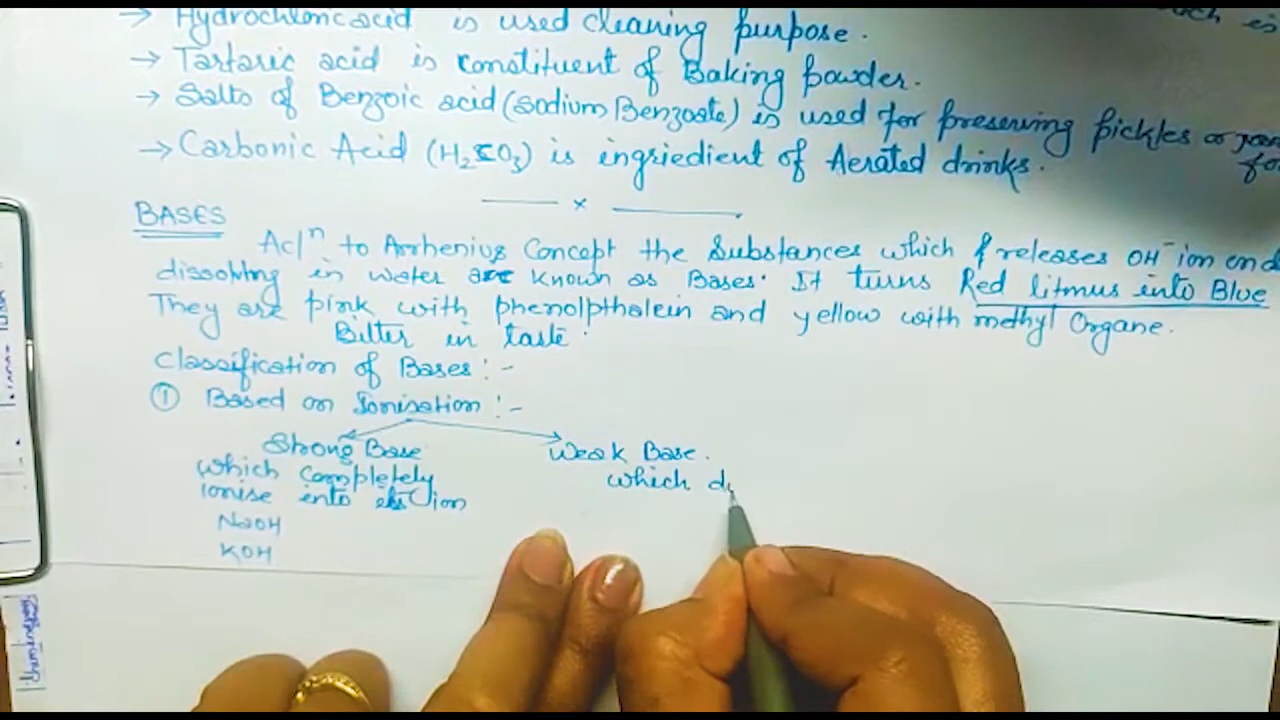 → Hydrochloric acid is used cleaning purpose.
→ Tartaric acid is constituent of Baking powder.
→ Salts of Benzoic acid (Sodium Benzoate) is used for preserving pickles or
→ Carbonic Acid (H2CO3) is ingriedient of Aerated drinks.
— x —
BASES
Ac/n to Arrhenius Concept the Substances which releases OH- ion on
dissolving in water are known as Bases. It turns Red litmus into Blue
They are pink with phenolpthalein and yellow with methyl Organe.
Bitter in taste.
Classification of Bases :-
① Based on Ionisation :-
Strong Base
which completely
ionise into its ion
NaOH
KOH
Weak Base.
which d